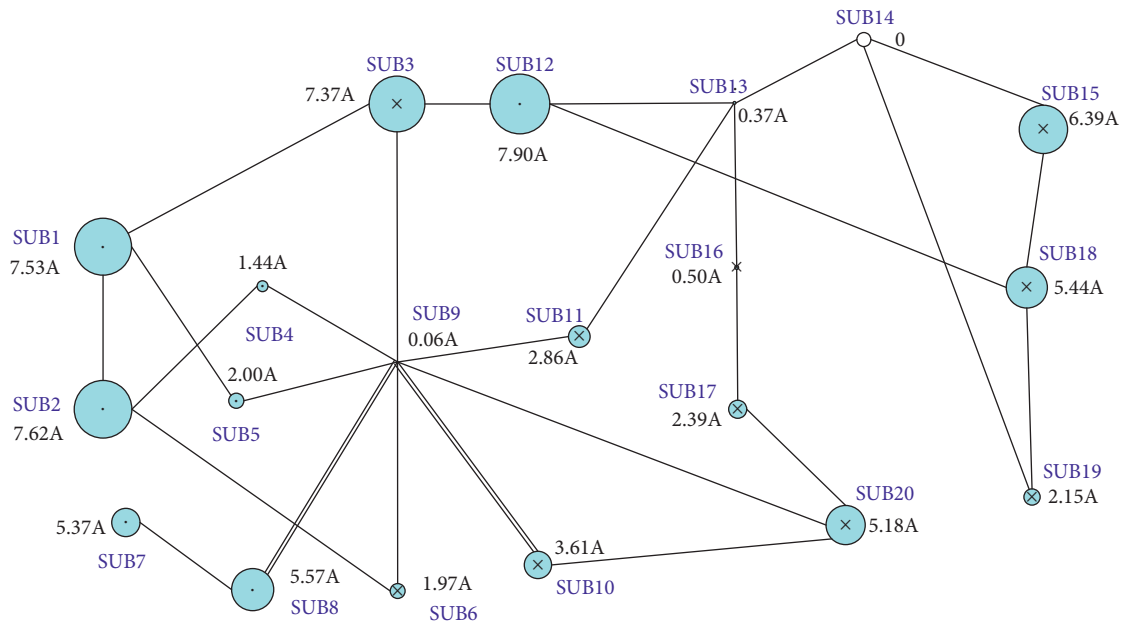 SUB14
0
SUB3
SUB12
7.37A
SUB13
0.37A
SUB15
6.39A
7.90A
SUB1
7.53A
1.44A
SUB4
SUB9
0.06A
SUB11
2.86A
SUB16
0.50A
SUB18
5.44A
2.00A
SUB5
SUB2
7.62A
SUB17
2.39A
SUB19
2.15A
SUB20
5.18A
5.37A
SUB7
5.57A
SUB8
1.97A
SUB6
3.61A
SUB10